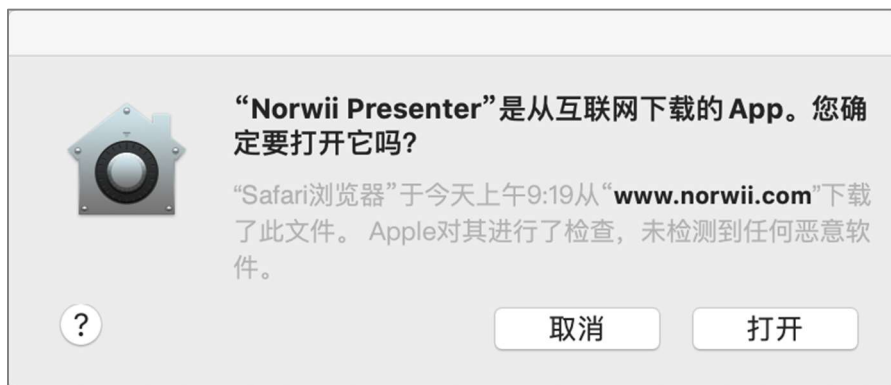 “Norwii Presenter”是从互联网下载的 App。您确
定要打开它吗？
“Safari浏览器”于今天上午9:19从“www.norwii.com”下载
了此文件。 Apple对其进行了检查，未检测到任何恶意软
件。
?
取消
打开